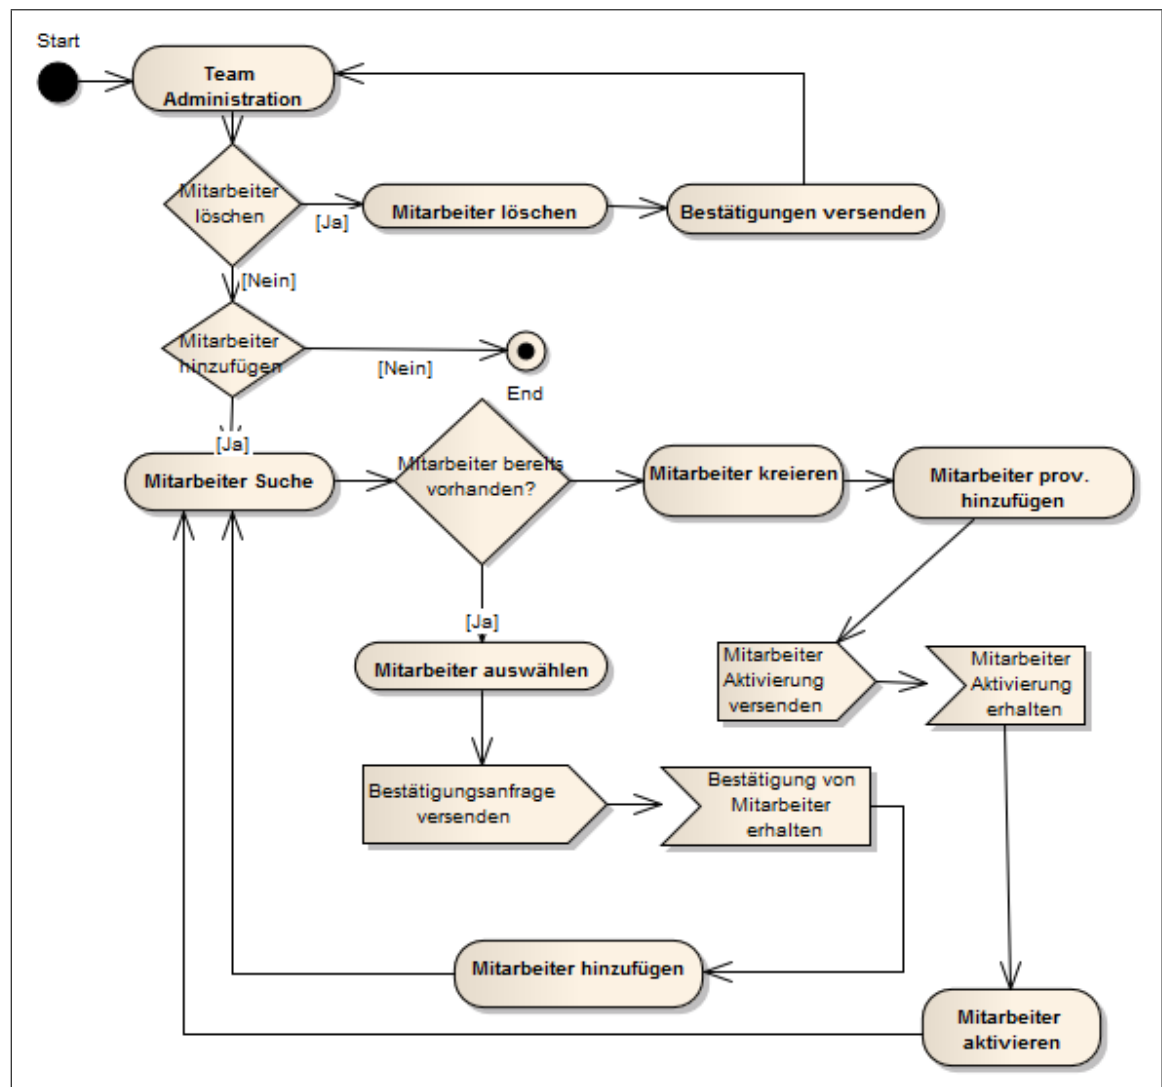 Start
Team
Administration
Mitarbeiter
löschen
[Ja]
Mitarbeiter löschen
Bestätigungen versenden
[Nein]
Mitarbeiter
hinzufügen
[Nein]
End
[Ja]
Mitarbeiter Suche
Mitarbeiter bereits
vorhanden?
Mitarbeiter kreieren
Mitarbeiter prov.
hinzufügen
[Ja]
Mitarbeiter auswählen
Mitarbeiter
Aktivierung
versenden
Mitarbeiter
Aktivierung
erhalten
Bestätigungsanfrage
versenden
Bestätigung von
Mitarbeiter
erhalten
Mitarbeiter hinzufügen
Mitarbeiter
aktivieren